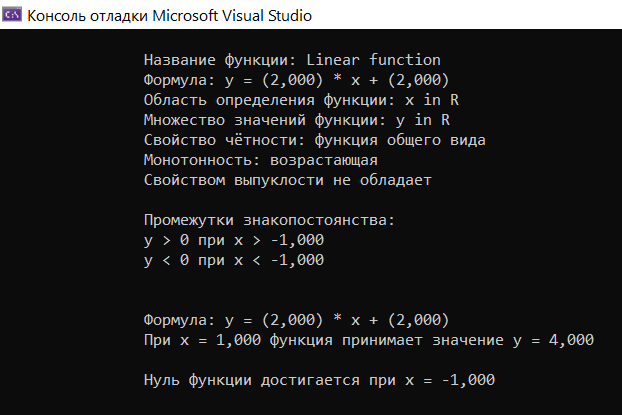 C:\ Консоль отладки Microsoft Visual Studio
Название функции: Linear function
Формула: y = (2,000) * x + (2,000)
Область определения функции: x in R
Множество значений функции: y in R
Свойство чётности: функция общего вида
Монотонность: возрастающая
Свойством выпуклости не обладает
Промежутки знакопостоянства:
y > 0 при x > -1,000
y < 0 при x < -1,000
Формула: y = (2,000) * x + (2,000)
При x = 1,000 функция принимает значение y = 4,000
Нуль функции достигается при x = -1,000